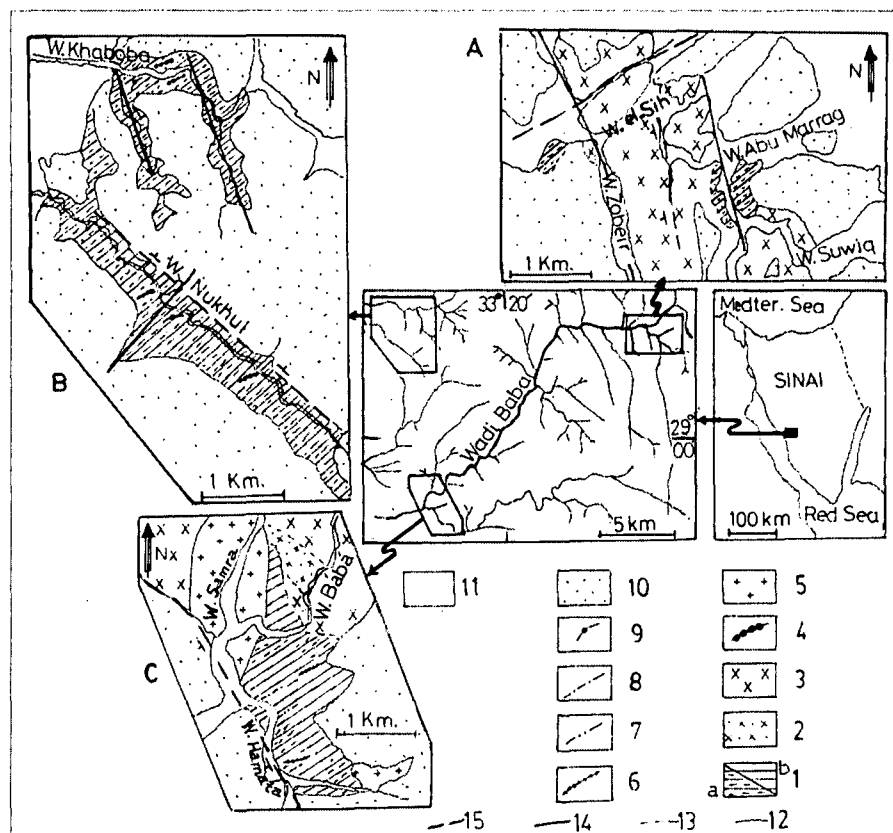 W. Khaboba
N
W. Nukhul
B
1 Km.
A
N
W. el Sih
W. Abu Marrag
W. Zobeir
W. Suwiq
1 Km.
33° 20'
Wadi Baba
29°
00
5 km
Medter. Sea
SINAI
100 km
Red Sea
N
W. Samra
W. Baba
C
1 Km.
W. Hamata
11
10
5
9
4
8
3
7
2
6
a
b
1
15
14
13
12